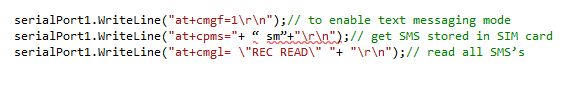 serialPort1.WriteLine("at+cmgf=1\r\n");// to enable text messaging mode
serialPort1.WriteLine("at+cpms="+ “ sm”+"\r\n");// get SMS stored in SIM card
serialPort1.WriteLine("at+cmgl= \"REC READ\" "+ "\r\n");// read all SMS’s